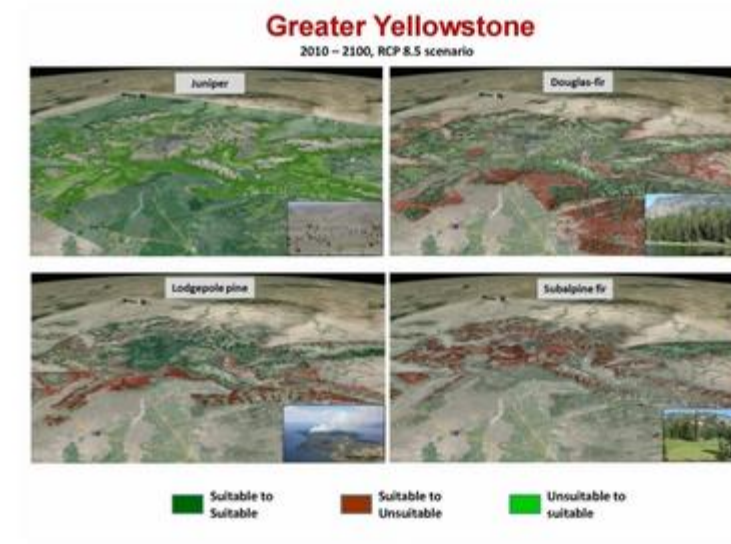 Greater Yellowstone
2010 – 2100, RCP 8.5 scenario
Juniper
Douglas-fir
Lodgepole pine
Subalpine fir
Suitable to
Suitable
Suitable to
Unsuitable
Unsuitable to
suitable